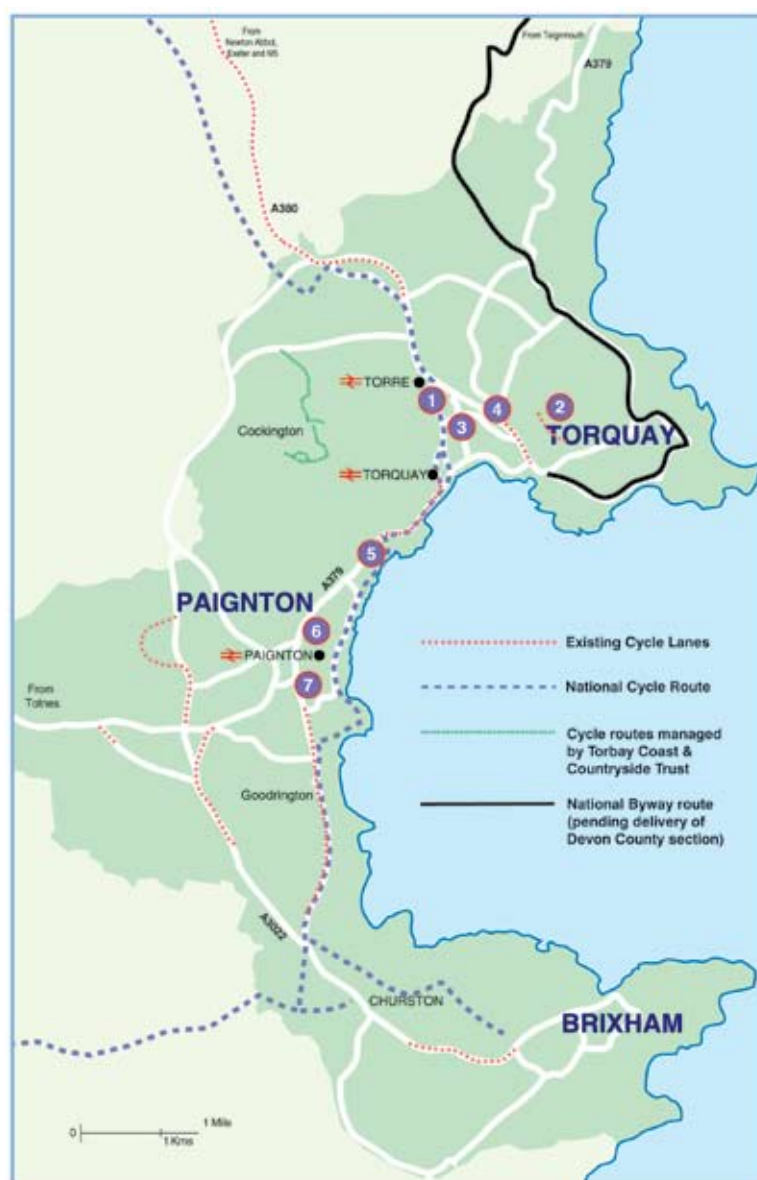 From
Newton Abbot,
Exeter and M5
From Teignmouth
A379
A380
TORRE
1
4
2
3
TORQUAY
Cockington
TORQUAY
5
A379
PAIGNTON
6
PAIGNTON
7
From
Totnes
Goodrington
Existing Cycle Lanes
National Cycle Route
Cycle routes managed
by Torbay Coast &
Countryside Trust
National Byway route
(pending delivery of
Devon County section)
A3022
CHURSTON
BRIXHAM
0
1 Mile
1 Kms